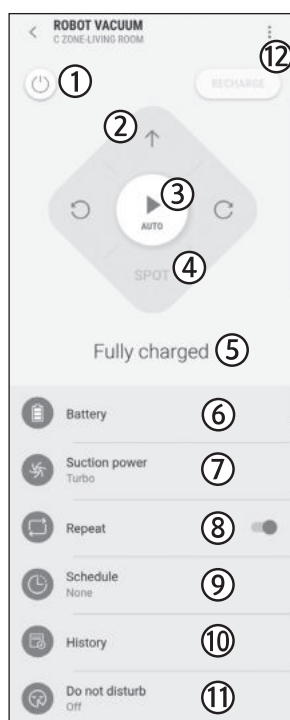 ROBOT VACUUM
C ZONE-LIVING ROOM
⑫
① RECHARGE
②
③
AUTO
④
SPOT
Fully charged ⑤
Battery ⑥
Suction power ⑦
Turbo
Repeat ⑧
Schedule ⑨
None
History ⑩
Do not disturb ⑪
Off